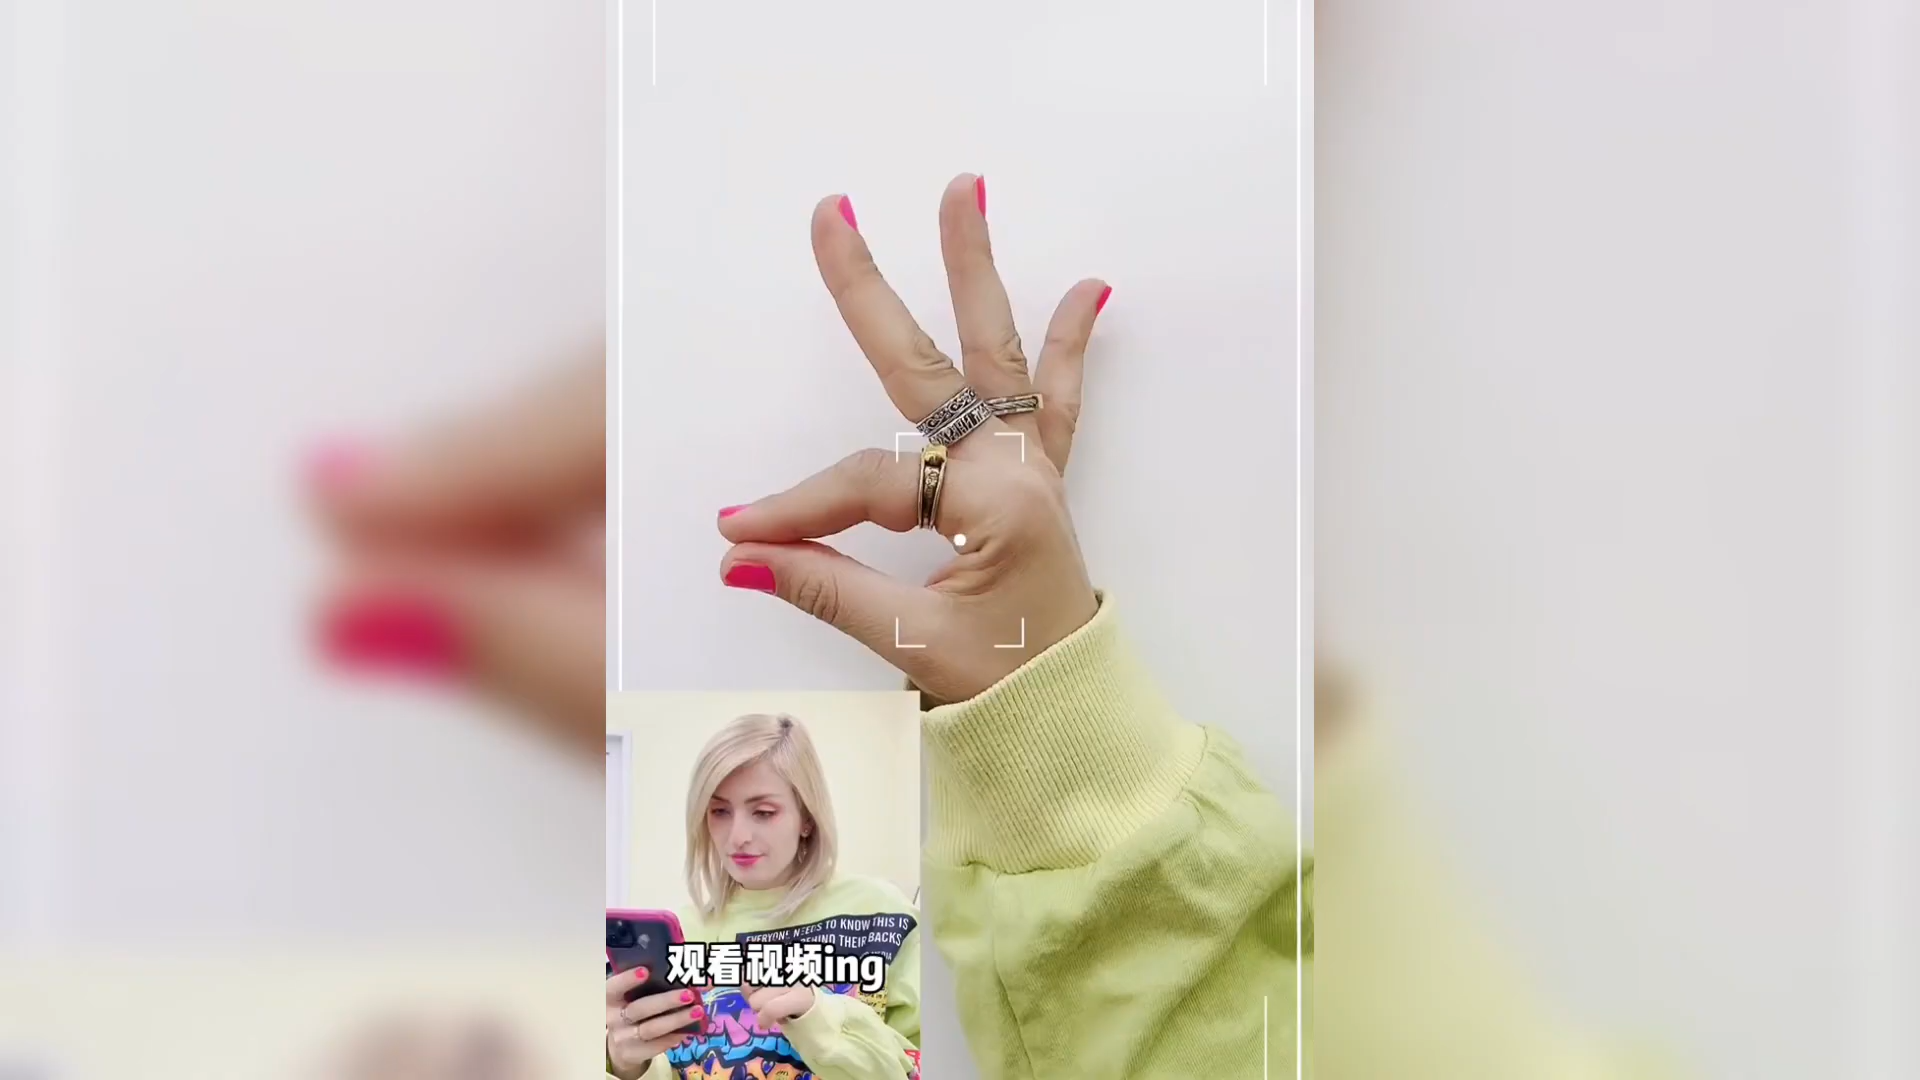 EVERYONE NEEDS TO KNOW THIS IS
BEHIND THEIR BACKS
观看视频ing